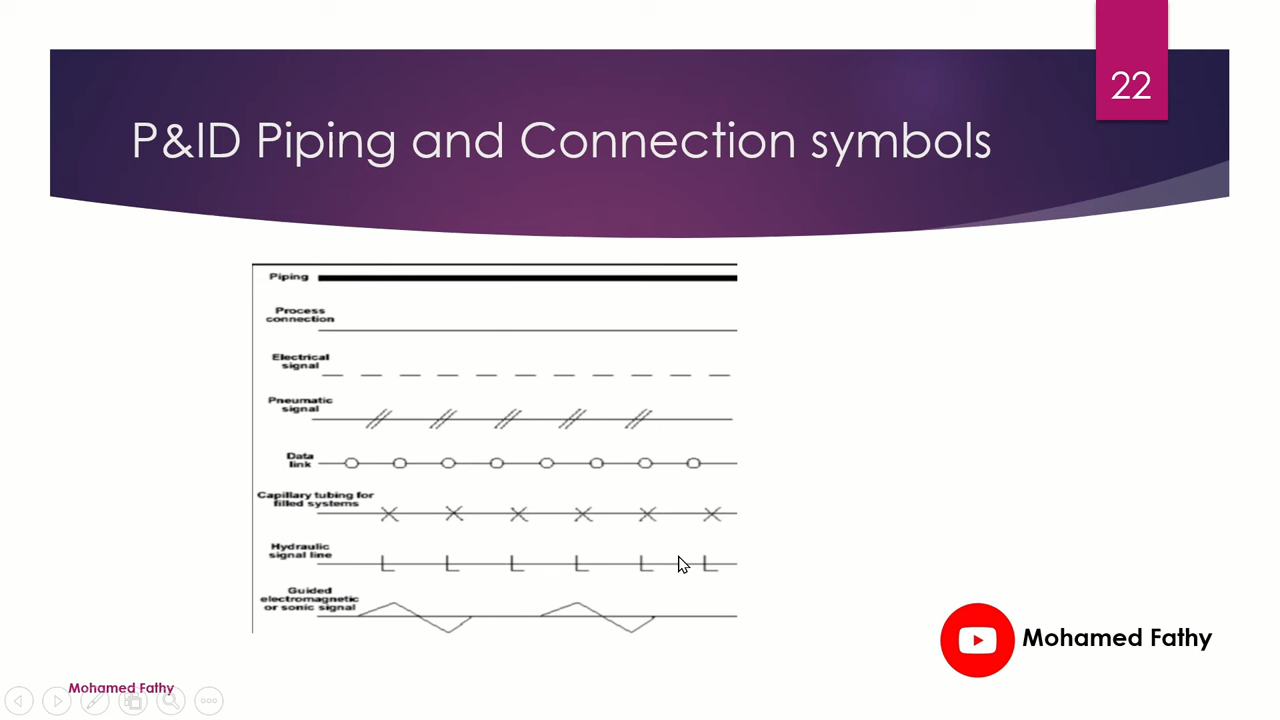 22
P&ID Piping and Connection symbols
Piping
Process
connection
Electrical
signal
Pneumatic
signal
Data
link
Capillary tubing for
filled systems
Hydraulic
signal line
Guided
electromagnetic
or sonic signal
Mohamed Fathy
Mohamed Fathy